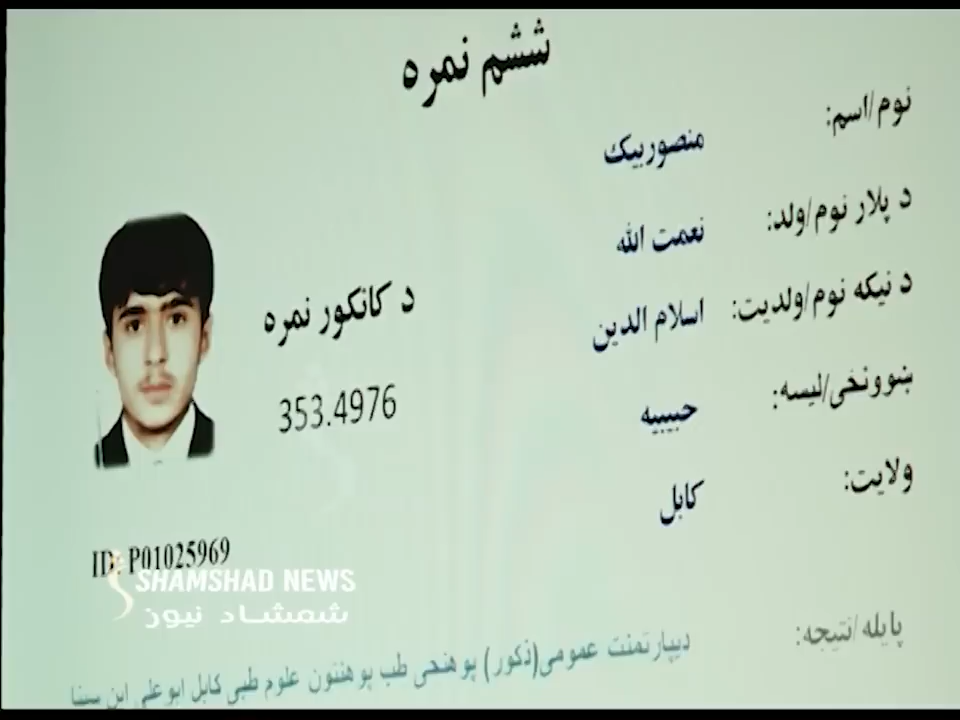 ششم نمره
نوم/اسم: منصوربیک
د پلار نوم/ولد: نعمت الله
د نیکه نوم/ولدیت: اسلام الدین
ښوونځی/لیسه: حبیبیه
ولایت: کابل
د کانکور نمره
353.4976
ID: P01025969
SHAMSHAD NEWS
شمشاد نیوز
پایله/نتیجه: دیپارتمنت عمومی(ذکور) پوهنځی طب پوهنتون علوم طبی کابل ابوعلی ابن سینا